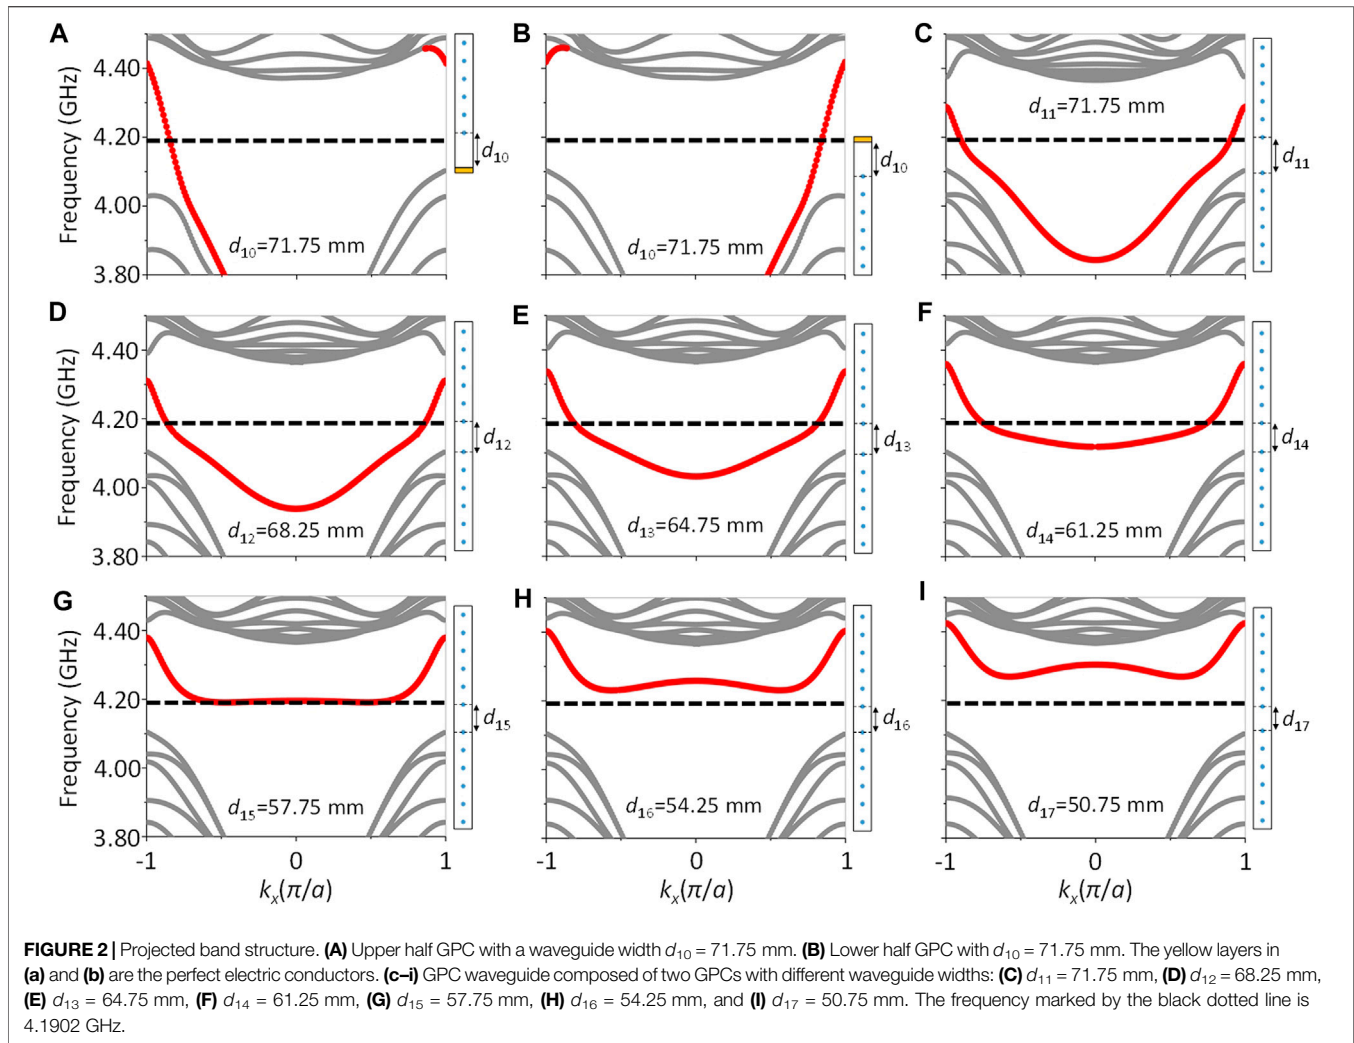 A
B
C
4.40
4.20
4.00
3.80
Frequency (GHz)
d10=71.75 mm
d10
d10=71.75 mm
d10
d11=71.75 mm
d11
D
E
F
4.40
4.20
4.00
3.80
Frequency (GHz)
d12=68.25 mm
d12
d13=64.75 mm
d13
d14=61.25 mm
d14
G
H
I
4.40
4.20
4.00
3.80
Frequency (GHz)
d15=57.75 mm
d15
d16=54.25 mm
d16
d17=50.75 mm
d17
-1 0 1
-1 0 1
-1 0 1
kx(π/a)
kx(π/a)
kx(π/a)
FIGURE 2 | Projected band structure. (A) Upper half GPC with a waveguide width d10 = 71.75 mm. (B) Lower half GPC with d10 = 71.75 mm. The yellow layers in
(a) and (b) are the perfect electric conductors. (c–i) GPC waveguide composed of two GPCs with different waveguide widths: (C) d11 = 71.75 mm, (D) d12 = 68.25 mm,
(E) d13 = 64.75 mm, (F) d14 = 61.25 mm, (G) d15 = 57.75 mm, (H) d16 = 54.25 mm, and (I) d17 = 50.75 mm. The frequency marked by the black dotted line is
4.1902 GHz.